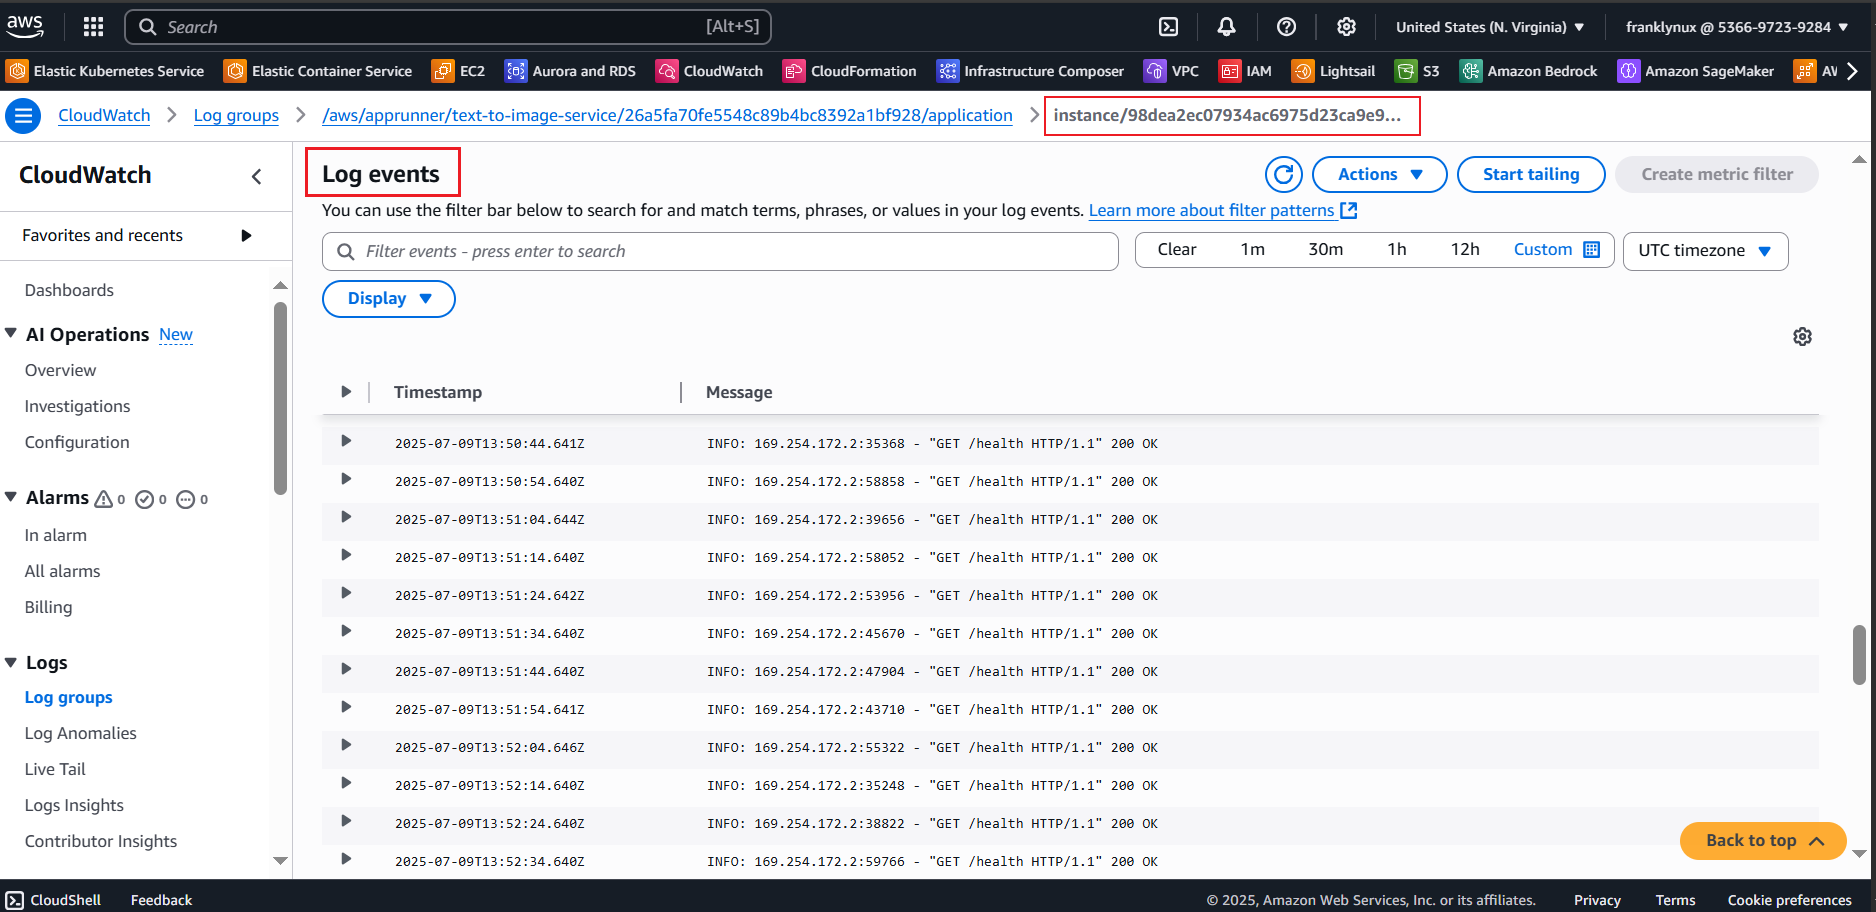 aws
Search [Alt+S]
United States (N. Virginia)
franklynux @ 5366-9723-9284
Elastic Kubernetes Service
Elastic Container Service
EC2
Aurora and RDS
CloudWatch
CloudFormation
Infrastructure Composer
VPC
IAM
Lightsail
S3
Amazon Bedrock
Amazon SageMaker
CloudWatch
Log groups
/aws/apprunner/text-to-image-service/26a5fa70fe5548c89b4bc8392a1bf928/application
instance/98dea2ec07934ac6975d23ca9e9...
CloudWatch
Favorites and recents
Dashboards
AI Operations New
Overview
Investigations
Configuration
Alarms 0 0 0
In alarm
All alarms
Billing
Logs
Log groups
Log Anomalies
Live Tail
Logs Insights
Contributor Insights
Log events
Actions
Start tailing
Create metric filter
You can use the filter bar below to search for and match terms, phrases, or values in your log events. Learn more about filter patterns
Filter events - press enter to search
Clear 1m 30m 1h 12h Custom
UTC timezone
Display
Timestamp Message
2025-07-09T13:50:44.641Z INFO: 169.254.172.2:35368 - "GET /health HTTP/1.1" 200 OK
2025-07-09T13:50:54.640Z INFO: 169.254.172.2:58858 - "GET /health HTTP/1.1" 200 OK
2025-07-09T13:51:04.644Z INFO: 169.254.172.2:39656 - "GET /health HTTP/1.1" 200 OK
2025-07-09T13:51:14.640Z INFO: 169.254.172.2:58052 - "GET /health HTTP/1.1" 200 OK
2025-07-09T13:51:24.642Z INFO: 169.254.172.2:53956 - "GET /health HTTP/1.1" 200 OK
2025-07-09T13:51:34.640Z INFO: 169.254.172.2:45670 - "GET /health HTTP/1.1" 200 OK
2025-07-09T13:51:44.640Z INFO: 169.254.172.2:47904 - "GET /health HTTP/1.1" 200 OK
2025-07-09T13:51:54.641Z INFO: 169.254.172.2:43710 - "GET /health HTTP/1.1" 200 OK
2025-07-09T13:52:04.646Z INFO: 169.254.172.2:55322 - "GET /health HTTP/1.1" 200 OK
2025-07-09T13:52:14.640Z INFO: 169.254.172.2:35248 - "GET /health HTTP/1.1" 200 OK
2025-07-09T13:52:24.640Z INFO: 169.254.172.2:38822 - "GET /health HTTP/1.1" 200 OK
2025-07-09T13:52:34.640Z INFO: 169.254.172.2:59766 - "GET /health HTTP/1.1" 200 OK
Back to top
CloudShell Feedback
© 2025, Amazon Web Services, Inc. or its affiliates. Privacy Terms Cookie preferences